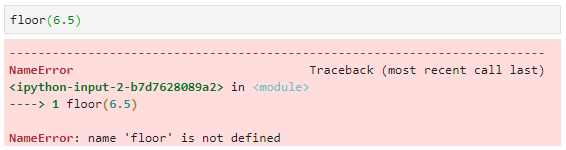 floor(6.5)
---------------------------------------------------------------------------
NameError                                 Traceback (most recent call last)
<ipython-input-2-b7d7628089a2> in <module>
----> 1 floor(6.5)

NameError: name 'floor' is not defined